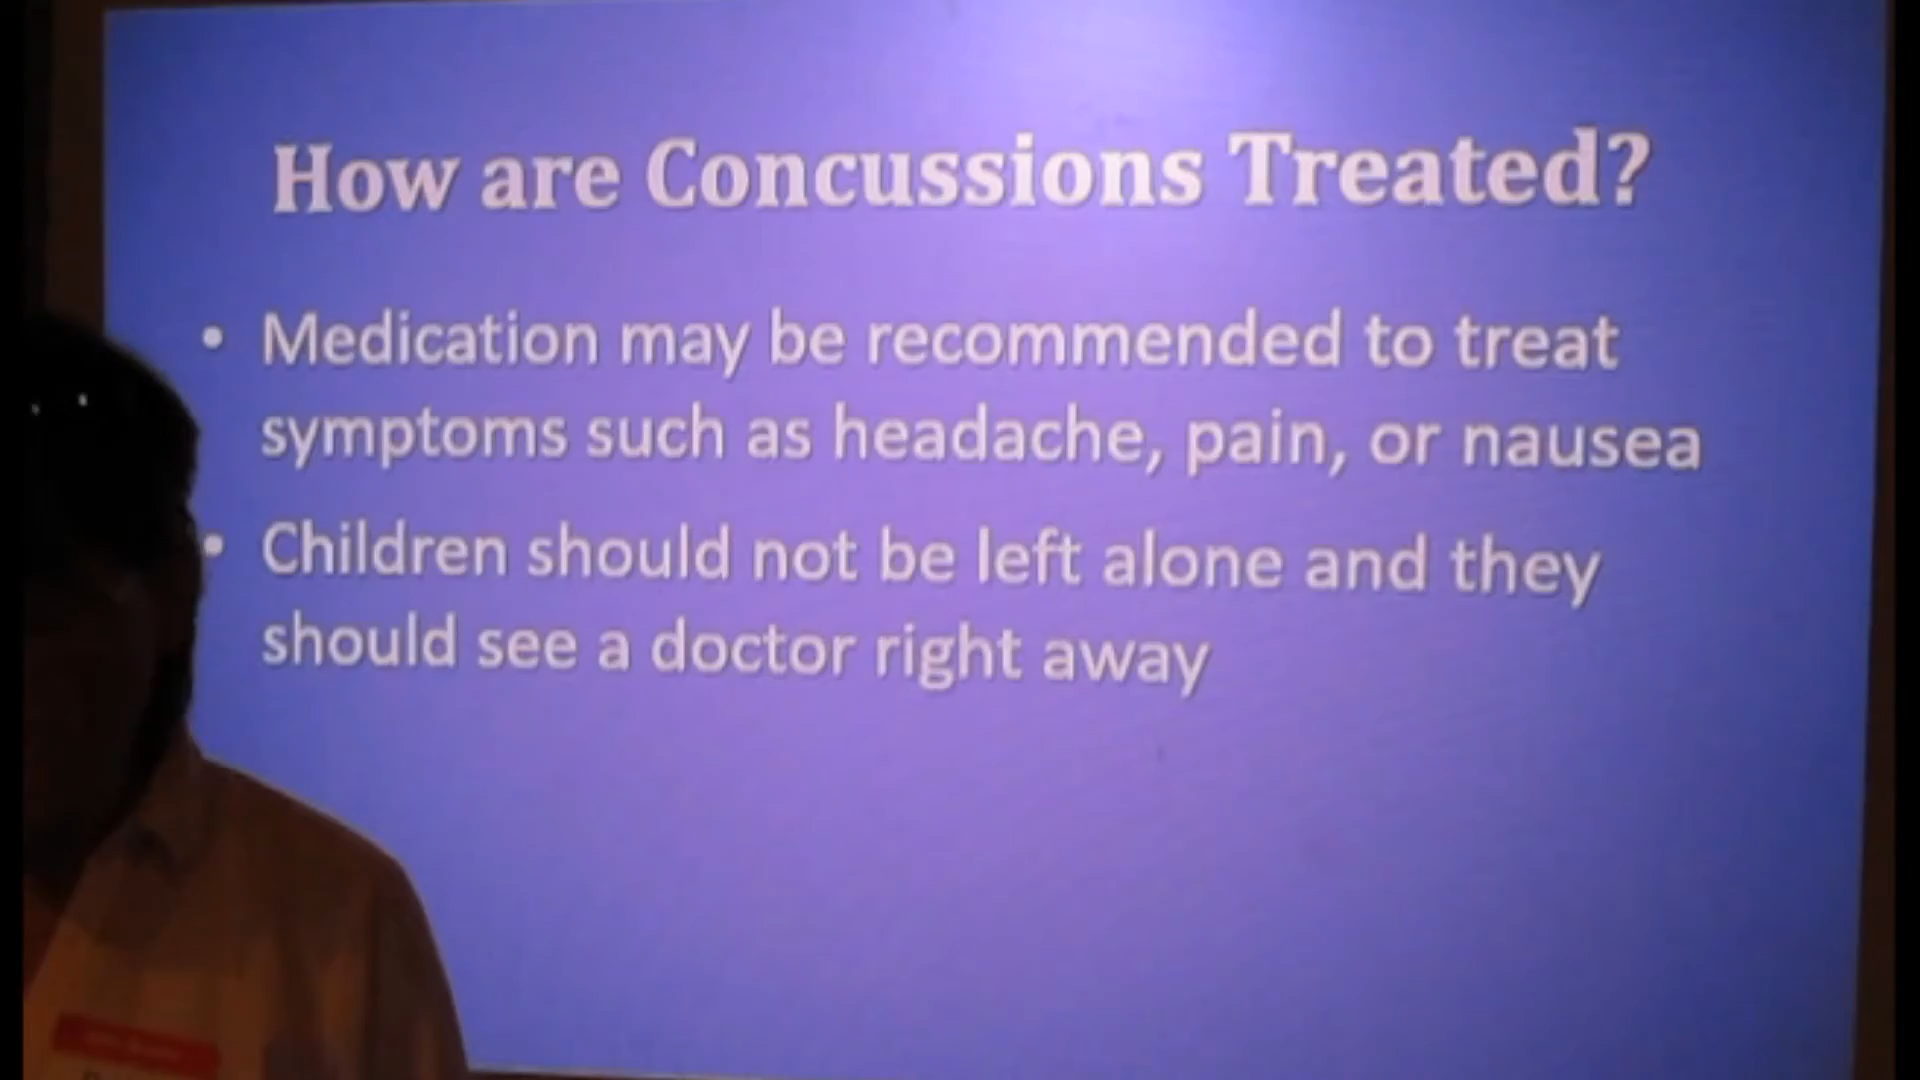 How are Concussions Treated?
• Medication may be recommended to treat
symptoms such as headache, pain, or nausea
• Children should not be left alone and they
should see a doctor right away